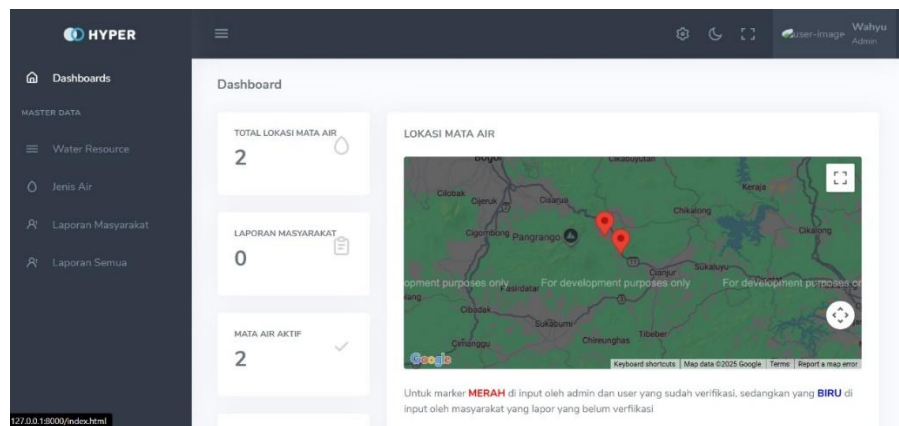 HYPER
user-image
Wahyu
Admin
Dashboards
MASTER DATA
Water Resource
Jenis Air
Laporan Masyarakat
Laporan Semua
127.0.0.1:8000/index.html
Dashboard
TOTAL LOKASI MATA AIR
2
LAPORAN MASYARAKAT
0
MATA AIR AKTIF
2
LOKASI MATA AIR
Bogor
Cikabuyutan
Cilobak
Cijeruk
Cisarua
Keraja
Chikalong
Cigombong
Pangrango
Cikalong
Cianjur
Sukaluyu
opment purposes only
For development purposes only
For development purposes or
Pasirdatar
Cibadak
Sukabumi
Cimanggu
Chireunghas
Tibeber
Google
Keyboard shortcuts
Map data ©2025 Google
Terms
Report a map error
Untuk marker MERAH di input oleh admin dan user yang sudah verifikasi, sedangkan yang BIRU di
input oleh masyarakat yang lapor yang belum verfiikasi